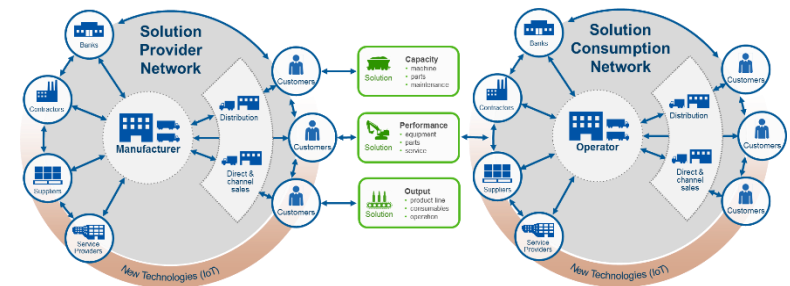 Solution
Provider
Network
Banks
Contractors
Suppliers
Service
Providers
Manufacturer
Distribution
Direct &
channel
sales
Customers
Customers
Customers
New Technologies (IoT)
Solution
Capacity
• machine
• parts
• maintenance
Solution
Performance
• equipment
• parts
• service
Solution
Output
• product line
• consumables
• operation
Solution
Consumption
Network
Banks
Contractors
Suppliers
Service
Providers
Operator
Distribution
Direct &
channel
sales
Customers
Customers
Customers
New Technologies (IoT)